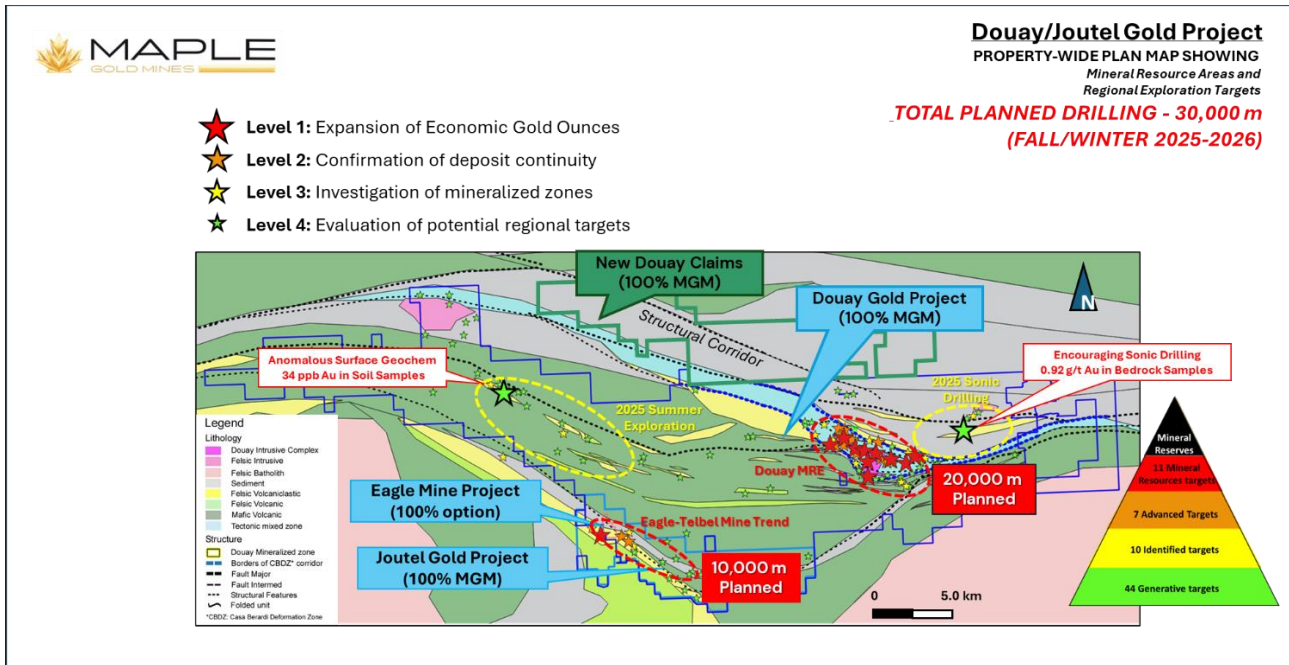 MAPLE
GOLD MINES
Douay/Joutel Gold Project
PROPERTY-WIDE PLAN MAP SHOWING
Mineral Resource Areas and
Regional Exploration Targets
TOTAL PLANNED DRILLING - 30,000 m
(FALL/WINTER 2025-2026)
Level 1: Expansion of Economic Gold Ounces
Level 2: Confirmation of deposit continuity
Level 3: Investigation of mineralized zones
Level 4: Evaluation of potential regional targets
New Douay Claims
(100% MGM)
Douay Gold Project
(100% MGM)
N
Structural Corridor
Anomalous Surface Geochem
34 ppb Au in Soil Samples
Encouraging Sonic Drilling
0.92 g/t Au in Bedrock Samples
2025 Sonic
Drilling
2025 Summer
Exploration
Douay MRE
20,000 m
Planned
Eagle Mine Project
(100% option)
Eagle-Telbel Mine Trend
Joutel Gold Project
(100% MGM)
10,000 m
Planned
0 5.0 km
Legend
Lithology
Douay Intrusive Complex
Felsic Intrusive
Felsic Batholith
Sediment
Felsic Volcaniclastic
Felsic Volcanic
Mafic Volcanic
Tectonic mixed zone
Structure
Douay Mineralized zone
Borders of CBDZ* corridor
Fault Major
Fault Intermed
Structural Features
Folded unit
*CBDZ: Casa Berardi Deformation Zone
Mineral
Reserves
11 Mineral
Resources targets
7 Advanced Targets
10 Identified targets
44 Generative targets